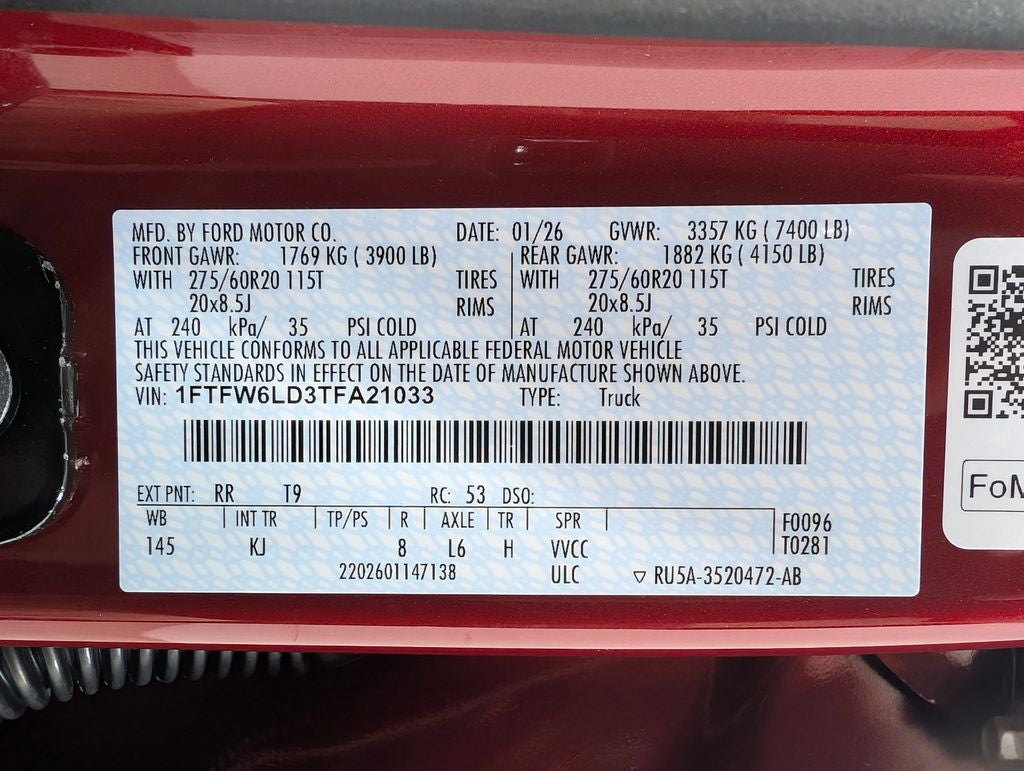 MFD. BY FORD MOTOR CO. DATE: 01/26 GVWR: 3357 KG ( 7400 LB)
FRONT GAWR: 1769 KG ( 3900 LB) REAR GAWR: 1882 KG ( 4150 LB)
WITH 275/60R20 115T TIRES WITH 275/60R20 115T TIRES
20x8.5J RIMS 20x8.5J RIMS
AT 240 kPa/ 35 PSI COLD AT 240 kPa/ 35 PSI COLD
THIS VEHICLE CONFORMS TO ALL APPLICABLE FEDERAL MOTOR VEHICLE
SAFETY STANDARDS IN EFFECT ON THE DATE OF MANUFACTURE SHOWN ABOVE.
VIN: 1FTFW6LD3TFA21033 TYPE: Truck
EXT PNT: RR T9 RC: 53 DSO:
WB INT TR TP/PS R AXLE TR SPR F0096
145 KJ 8 L6 H VVCC T0281
2202601147138 ULC ▽ RU5A-3520472-AB
FoM